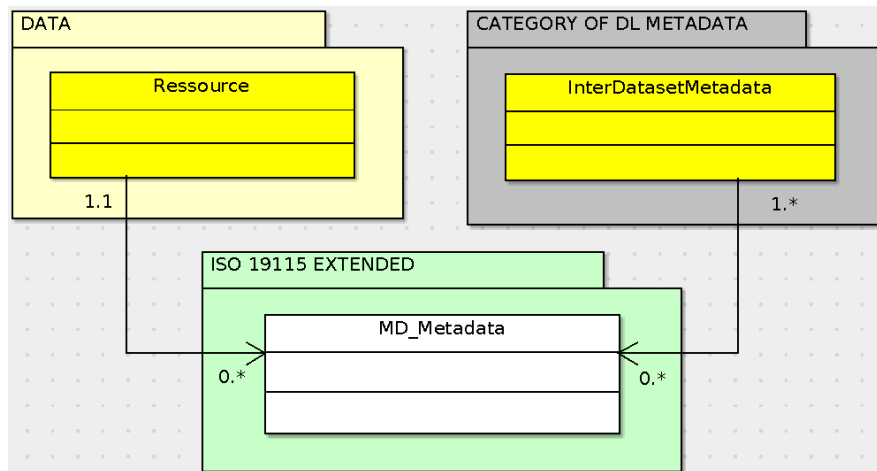 DATA
CATEGORY OF DL METADATA
Ressource
InterDatasetMetadata
1.1
1.*
ISO 19115 EXTENDED
MD_Metadata
0.*
0.*